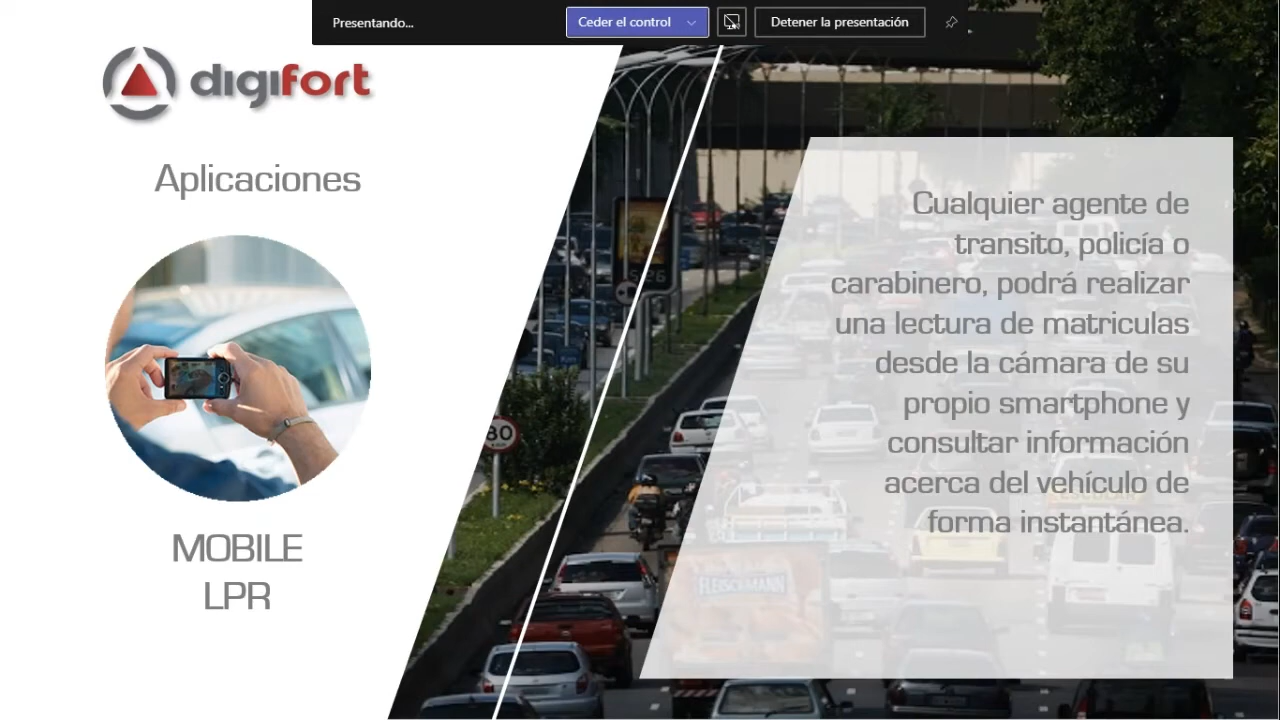 Presentando...
Ceder el control
Detener la presentación
digifort
Aplicaciones
MOBILE
LPR
Cualquier agente de
transito, policía o
carabinero, podrá realizar
una lectura de matriculas
desde la cámara de su
propio smartphone y
consultar información
acerca del vehículo de
forma instantánea.
80
ESCOLAR
FLEISCHMANN